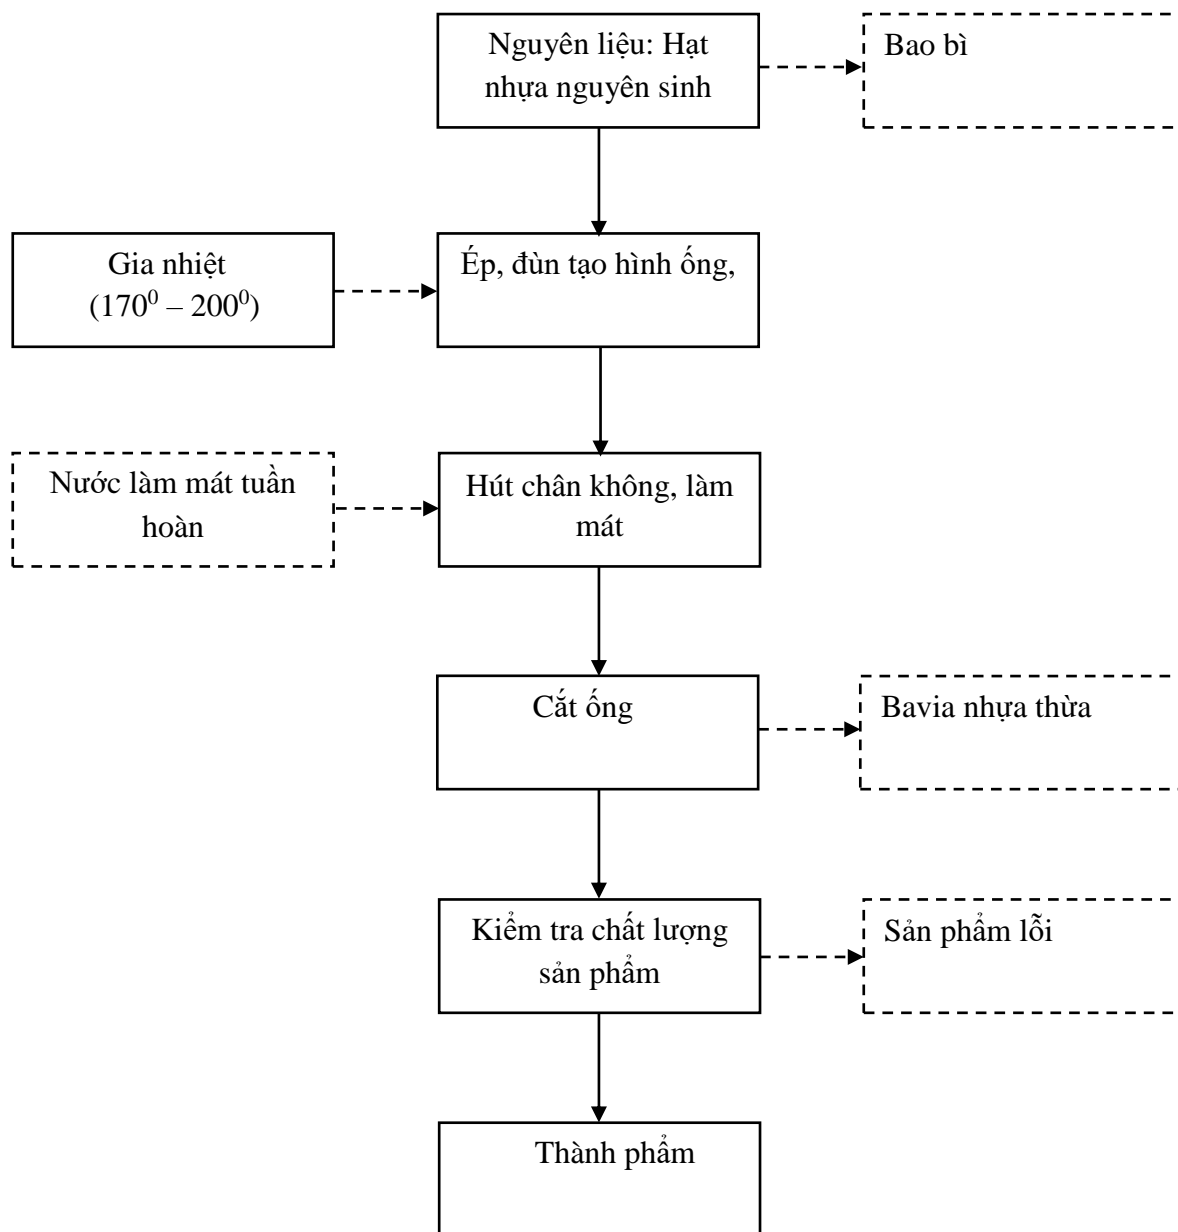 Nguyên liệu: Hạt
nhựa nguyên sinh
Bao bì
Gia nhiệt
(170⁰ – 200⁰)
Ép, đùn tạo hình ống,
Nước làm mát tuần
hoàn
Hút chân không, làm
mát
Cắt ống
Bavia nhựa thừa
Kiểm tra chất lượng
sản phẩm
Sản phẩm lỗi
Thành phẩm